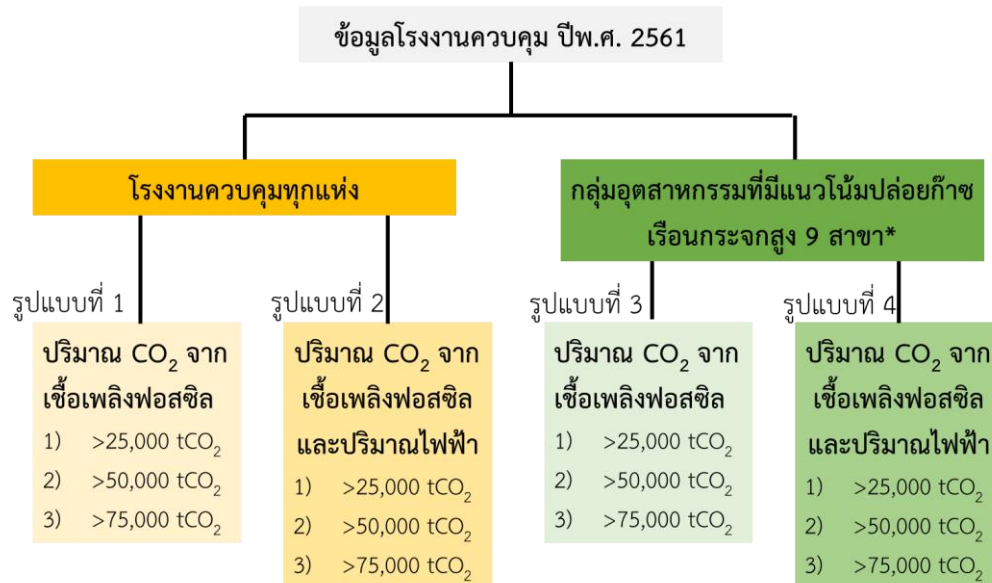 ข้อมูลโรงงานควบคุม ปีพ.ศ. 2561
โรงงานควบคุมทุกแห่ง
กลุ่มอุตสาหกรรมที่มีแนวโน้มปล่อยก๊าซ
เรือนกระจกสูง 9 สาขา*
รูปแบบที่ 1
ปริมาณ CO₂ จาก
เชื้อเพลิงฟอสซิล
1) >25,000 tCO₂
2) >50,000 tCO₂
3) >75,000 tCO₂
รูปแบบที่ 2
ปริมาณ CO₂ จาก
เชื้อเพลิงฟอสซิล
และปริมาณไฟฟ้า
1) >25,000 tCO₂
2) >50,000 tCO₂
3) >75,000 tCO₂
รูปแบบที่ 3
ปริมาณ CO₂ จาก
เชื้อเพลิงฟอสซิล
1) >25,000 tCO₂
2) >50,000 tCO₂
3) >75,000 tCO₂
รูปแบบที่ 4
ปริมาณ CO₂ จาก
เชื้อเพลิงฟอสซิล
และปริมาณไฟฟ้า
1) >25,000 tCO₂
2) >50,000 tCO₂
3) >75,000 tCO₂